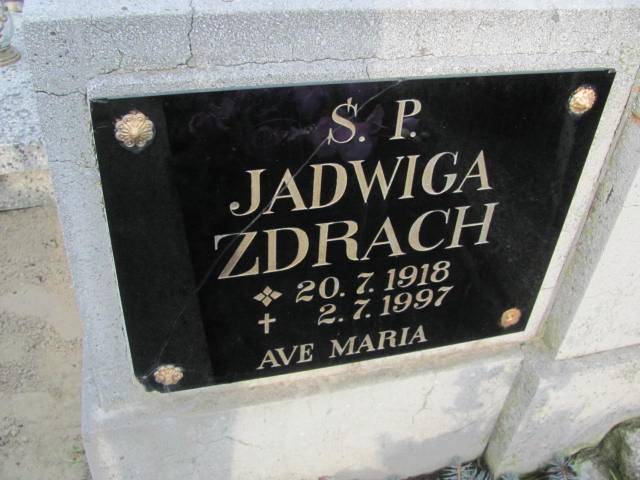 S. P.
JADWIGA
ZDRACH
20. 7. 1918
2. 7. 1997
AVE MARIA